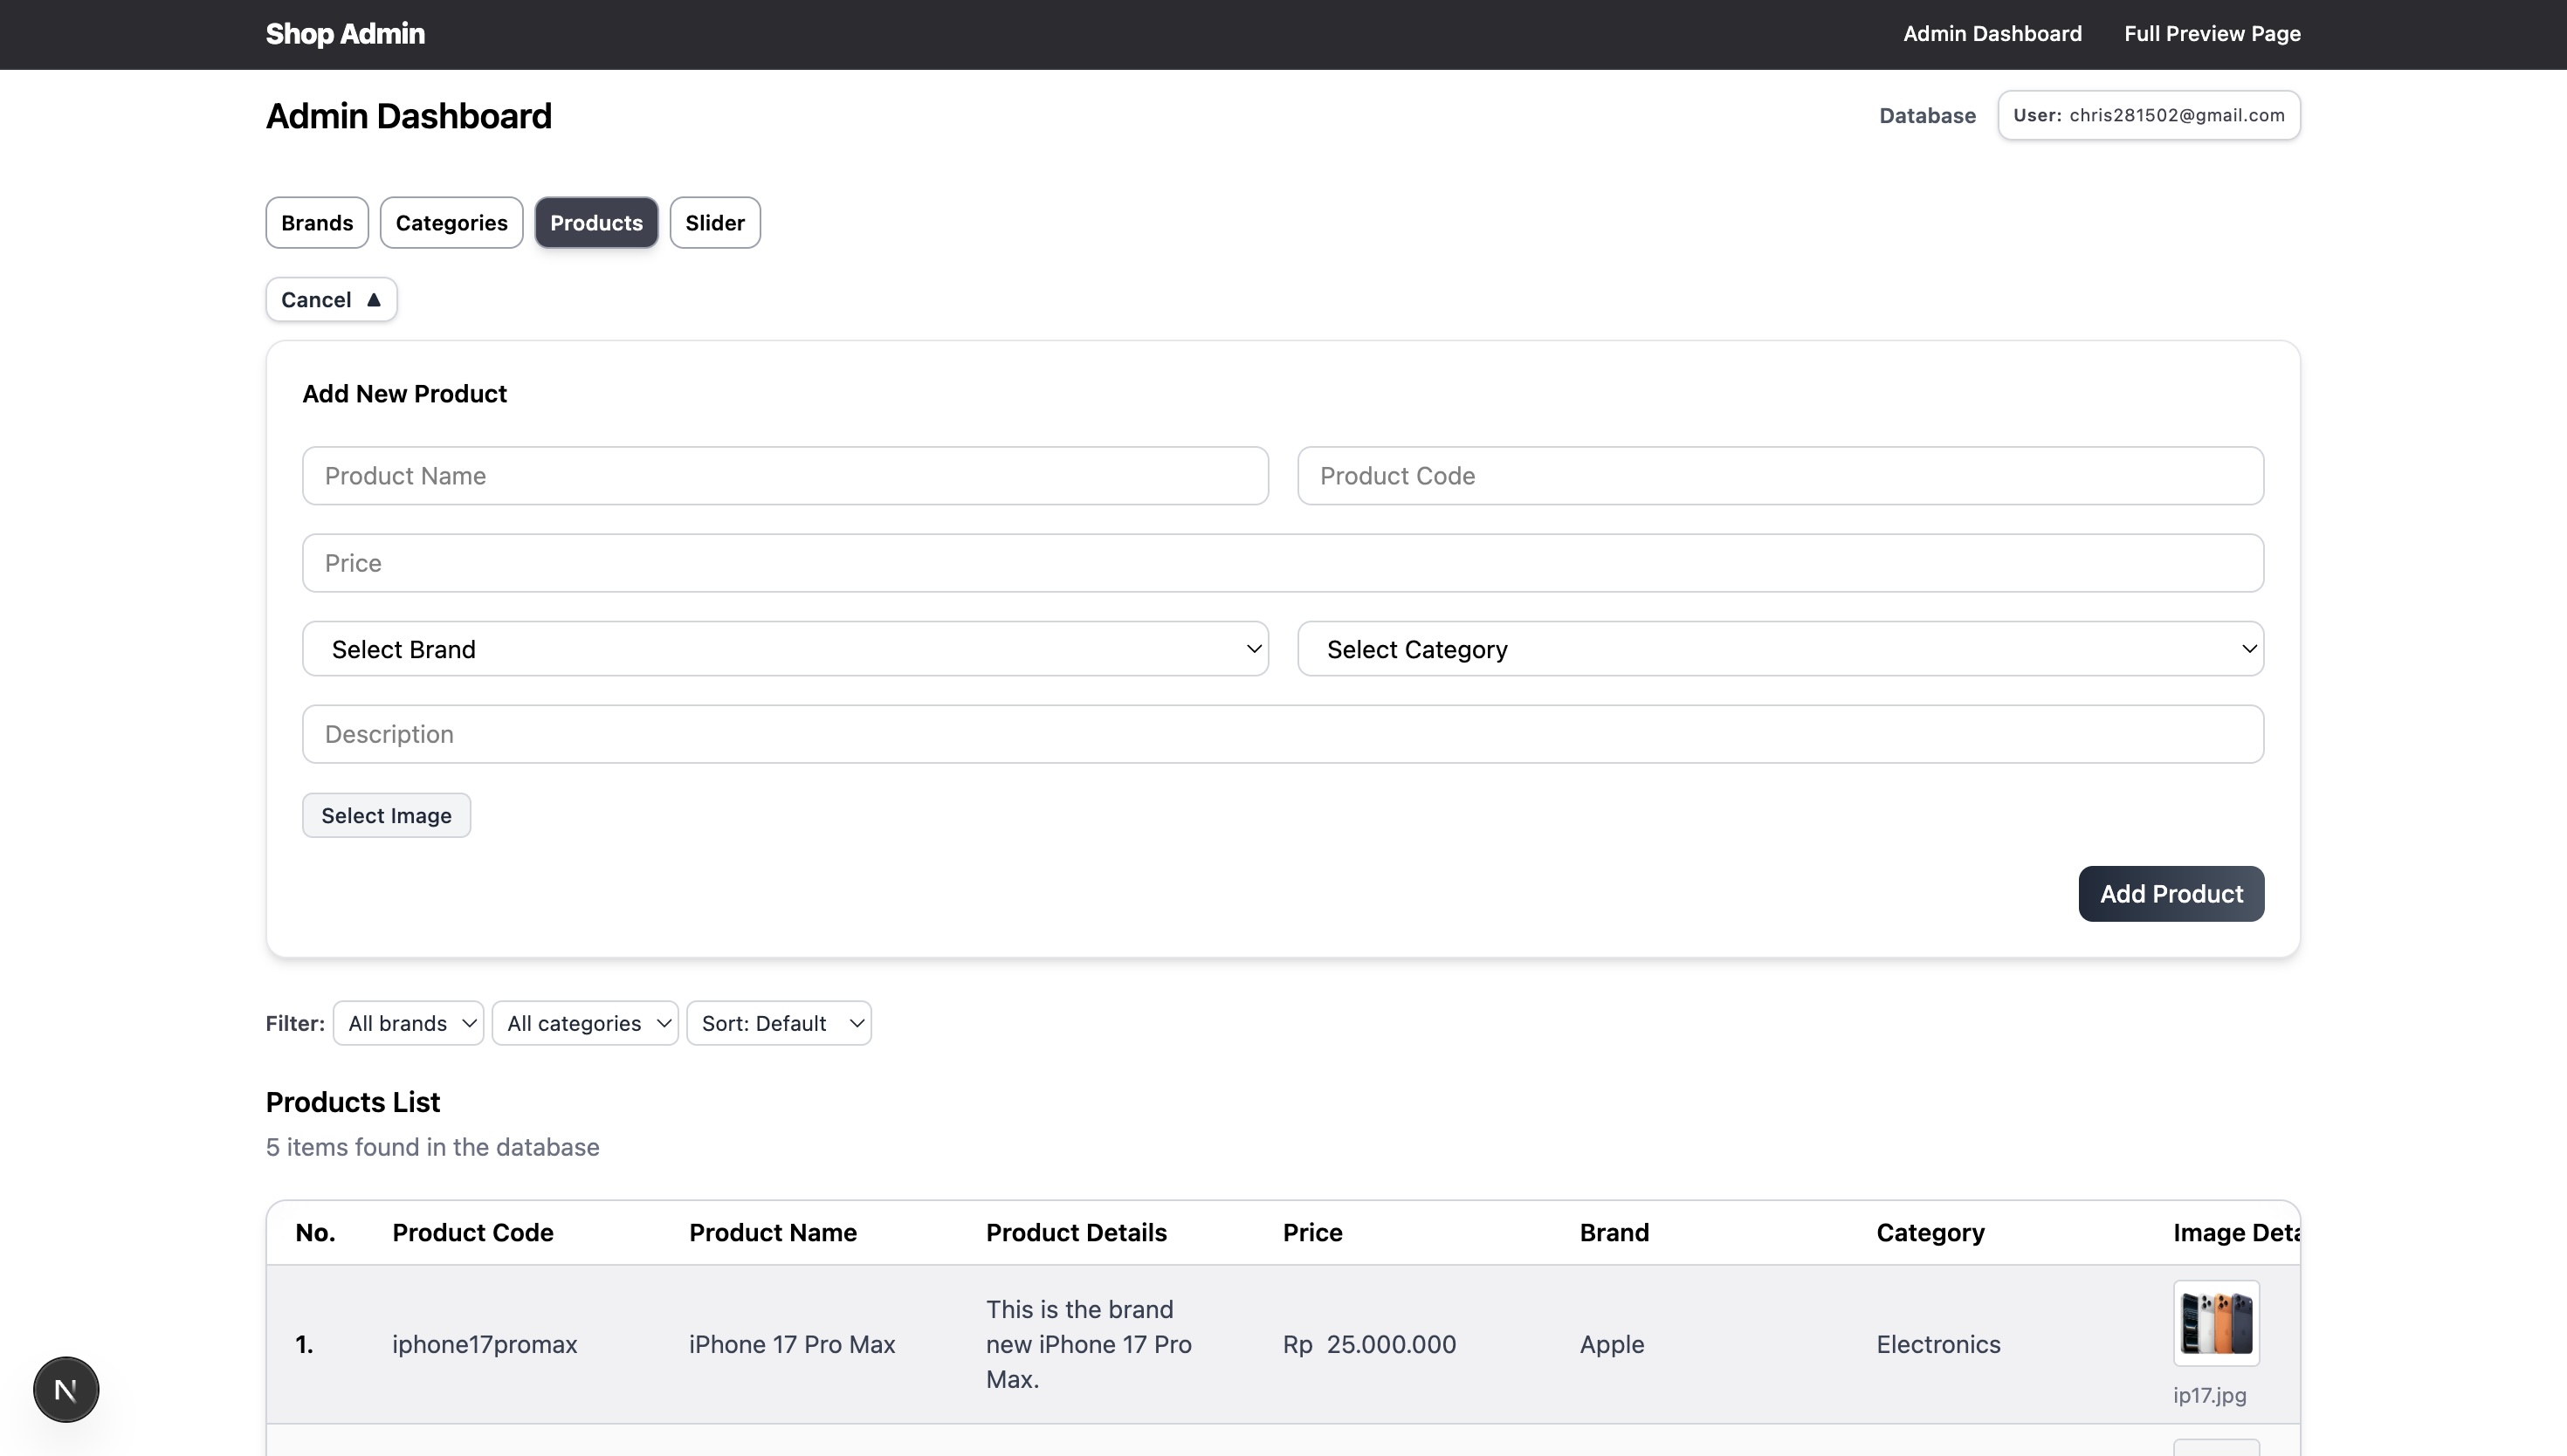 Shop Admin
Admin Dashboard
Full Preview Page
Admin Dashboard
Database
User: chris281502@gmail.com
Brands
Categories
Products
Slider
Cancel ▲
Add New Product
Product Name
Product Code
Price
Select Brand
Select Category
Description
Select Image
Add Product
Filter:
All brands
All categories
Sort: Default
Products List
5 items found in the database
No.
Product Code
Product Name
Product Details
Price
Brand
Category
Image Deta
1.
iphone17promax
iPhone 17 Pro Max
This is the brand
new iPhone 17 Pro
Max.
Rp 25.000.000
Apple
Electronics
ip17.jpg
N